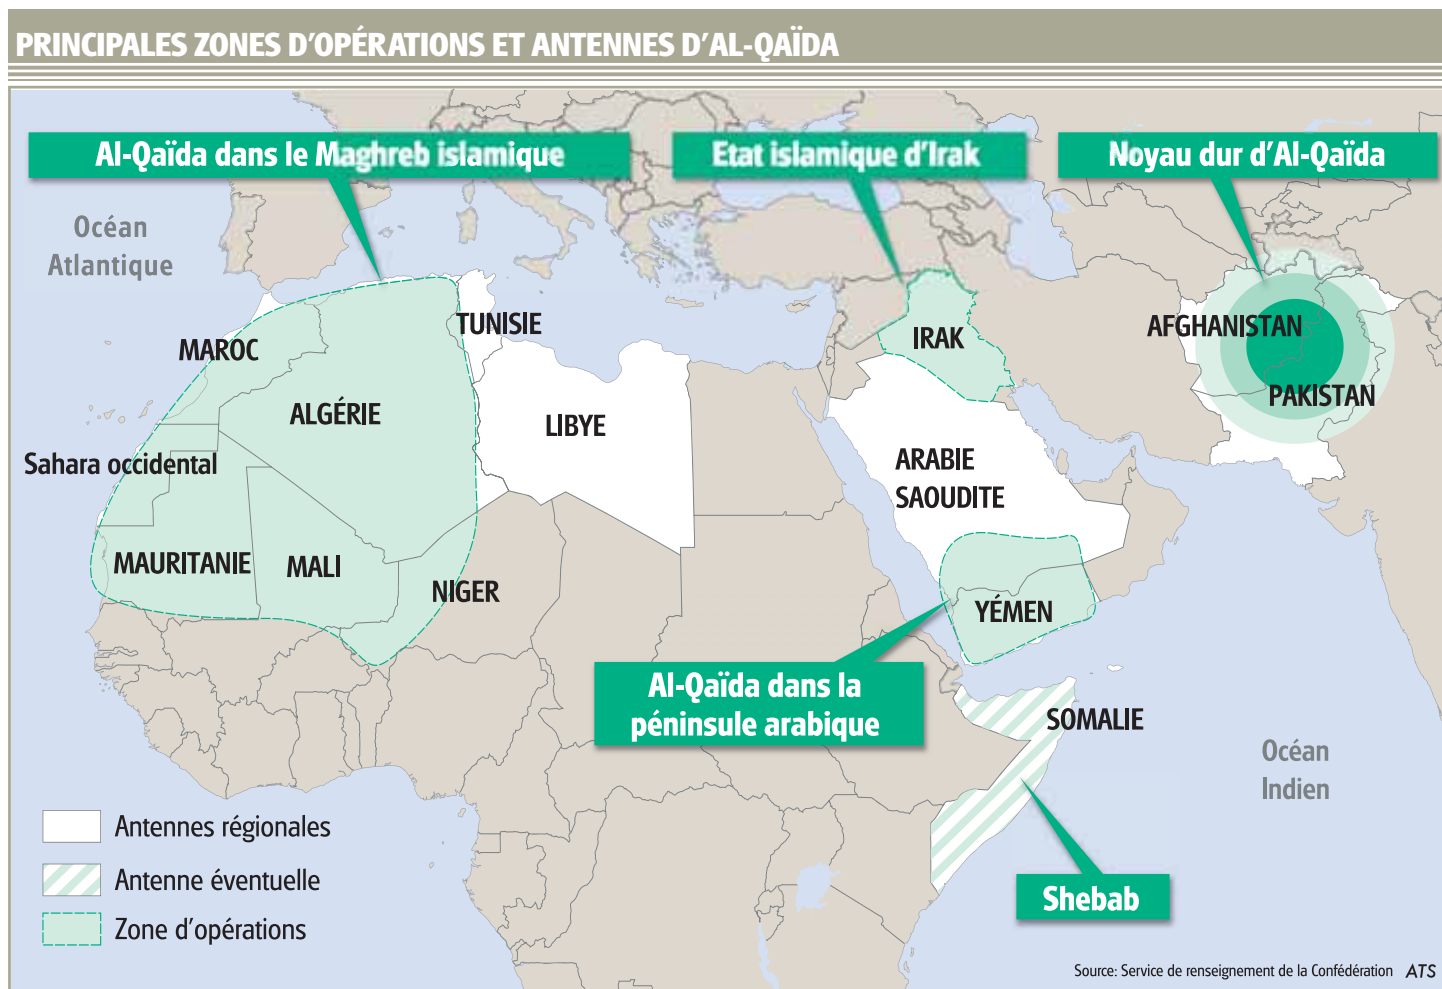 PRINCIPALES ZONES D'OPÉRATIONS ET ANTENNES D'AL-QAÏDA
Al-Qaïda dans le Maghreb islamique
Etat islamique d'Irak
Noyau dur d'Al-Qaïda
Océan
Atlantique
TUNISIE
MAROC
IRAK
AFGHANISTAN
PAKISTAN
ALGÉRIE
LIBYE
Sahara occidental
ARABIE
SAOUDITE
MAURITANIE
MALI
NIGER
YÉMEN
Al-Qaïda dans la
péninsule arabique
SOMALIE
Océan
Indien
Antennes régionales
Antenne éventuelle
Zone d'opérations
Shebab
Source: Service de renseignement de la Confédération ATS